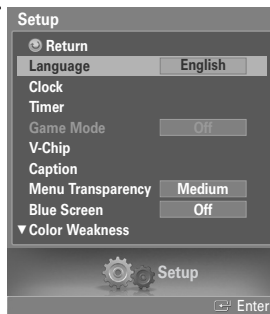 Setup
Return
Language English
Clock
Timer
Game Mode Off
V-Chip
Caption
Menu Transparency Medium
Blue Screen Off
▼ Color Weakness
Setup
Enter